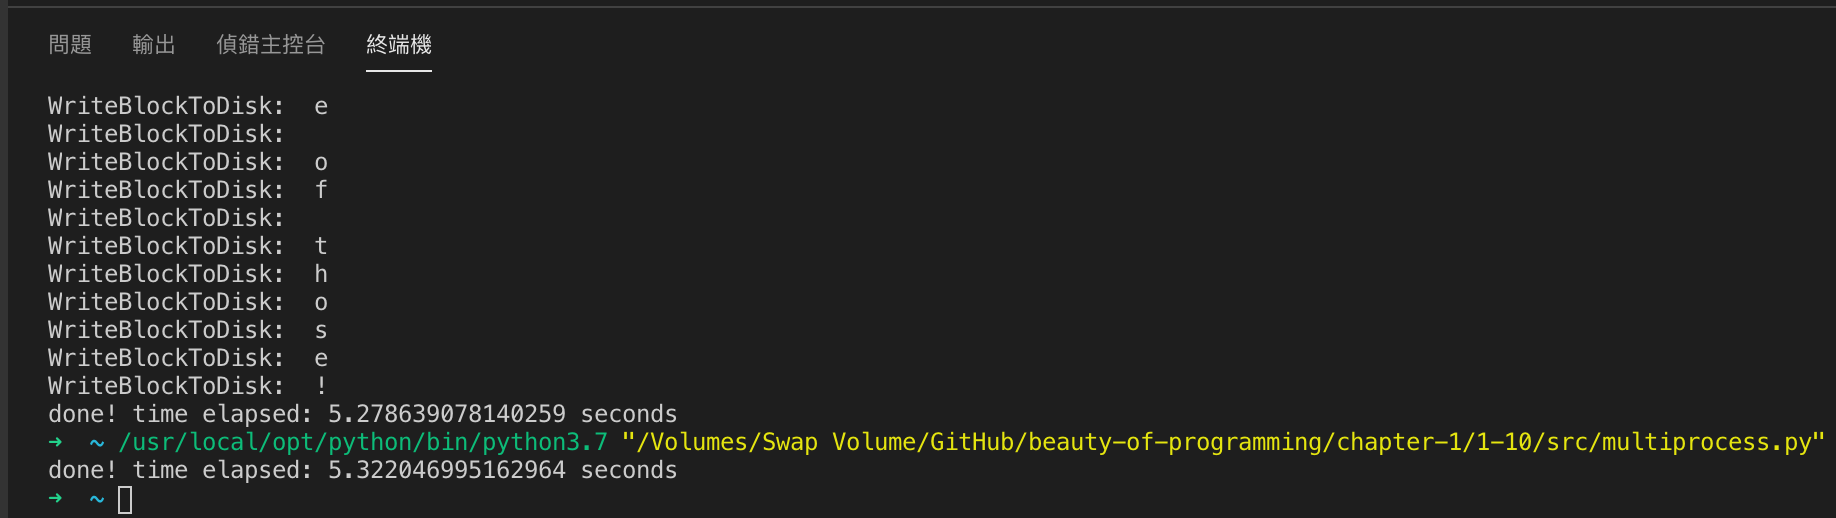 問題 輸出 偵錯主控台 終端機
WriteBlockToDisk:  e
WriteBlockToDisk:
WriteBlockToDisk:  o
WriteBlockToDisk:  f
WriteBlockToDisk:
WriteBlockToDisk:  t
WriteBlockToDisk:  h
WriteBlockToDisk:  o
WriteBlockToDisk:  s
WriteBlockToDisk:  e
WriteBlockToDisk:  !
done! time elapsed: 5.278639078140259 seconds
➜  ~ /usr/local/opt/python/bin/python3.7 "/Volumes/Swap Volume/GitHub/beauty-of-programming/chapter-1/1-10/src/multiprocess.py"
done! time elapsed: 5.322046995162964 seconds
➜  ~